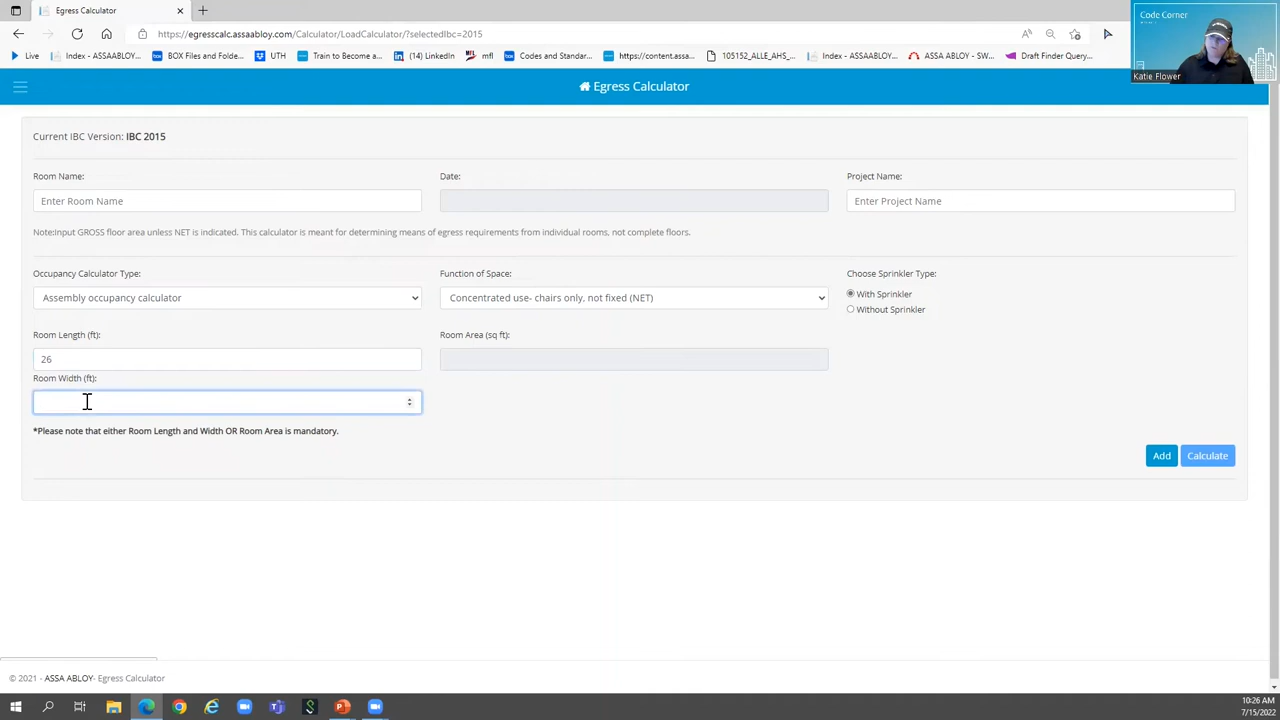 Egress Calculator
https://egresscalc.assaabloy.com/Calculator/LoadCalculator/?selectedIbc=2015
Live
Index - ASSAABLOY...
BOX Files and Folde...
UTH
Train to Become a...
(14) LinkedIn
mfl
Codes and Standar...
https://content.assa...
105152_ALLE_AHS_...
Index - ASSAABLOY...
ASSA ABLOY - SW...
Draft Finder Query...
Code Corner
Katie Flower
Egress Calculator
Current IBC Version: IBC 2015
Room Name:
Date:
Project Name:
Enter Room Name
Enter Project Name
Note:Input GROSS floor area unless NET is indicated. This calculator is meant for determining means of egress requirements from individual rooms, not complete floors.
Occupancy Calculator Type:
Function of Space:
Choose Sprinkler Type:
Assembly occupancy calculator
Concentrated use- chairs only, not fixed (NET)
With Sprinkler
Without Sprinkler
Room Length (ft):
Room Area (sq ft):
26
Room Width (ft):
*Please note that either Room Length and Width OR Room Area is mandatory.
Add
Calculate
© 2021 - ASSA ABLOY- Egress Calculator
10:26 AM
7/15/2022